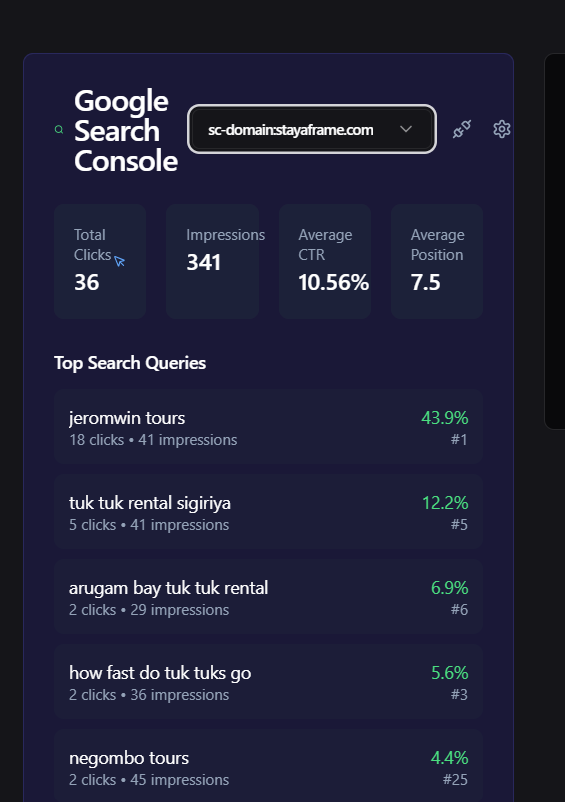 Google
Search
Console
sc-domain:stayaframe.com
Total
Clicks
36
Impressions
341
Average
CTR
10.56%
Average
Position
7.5
Top Search Queries
jeromwin tours
43.9%
18 clicks • 41 impressions
#1
tuk tuk rental sigiriya
12.2%
5 clicks • 41 impressions
#5
arugam bay tuk tuk rental
6.9%
2 clicks • 29 impressions
#6
how fast do tuk tuks go
5.6%
2 clicks • 36 impressions
#3
negombo tours
4.4%
2 clicks • 45 impressions
#25